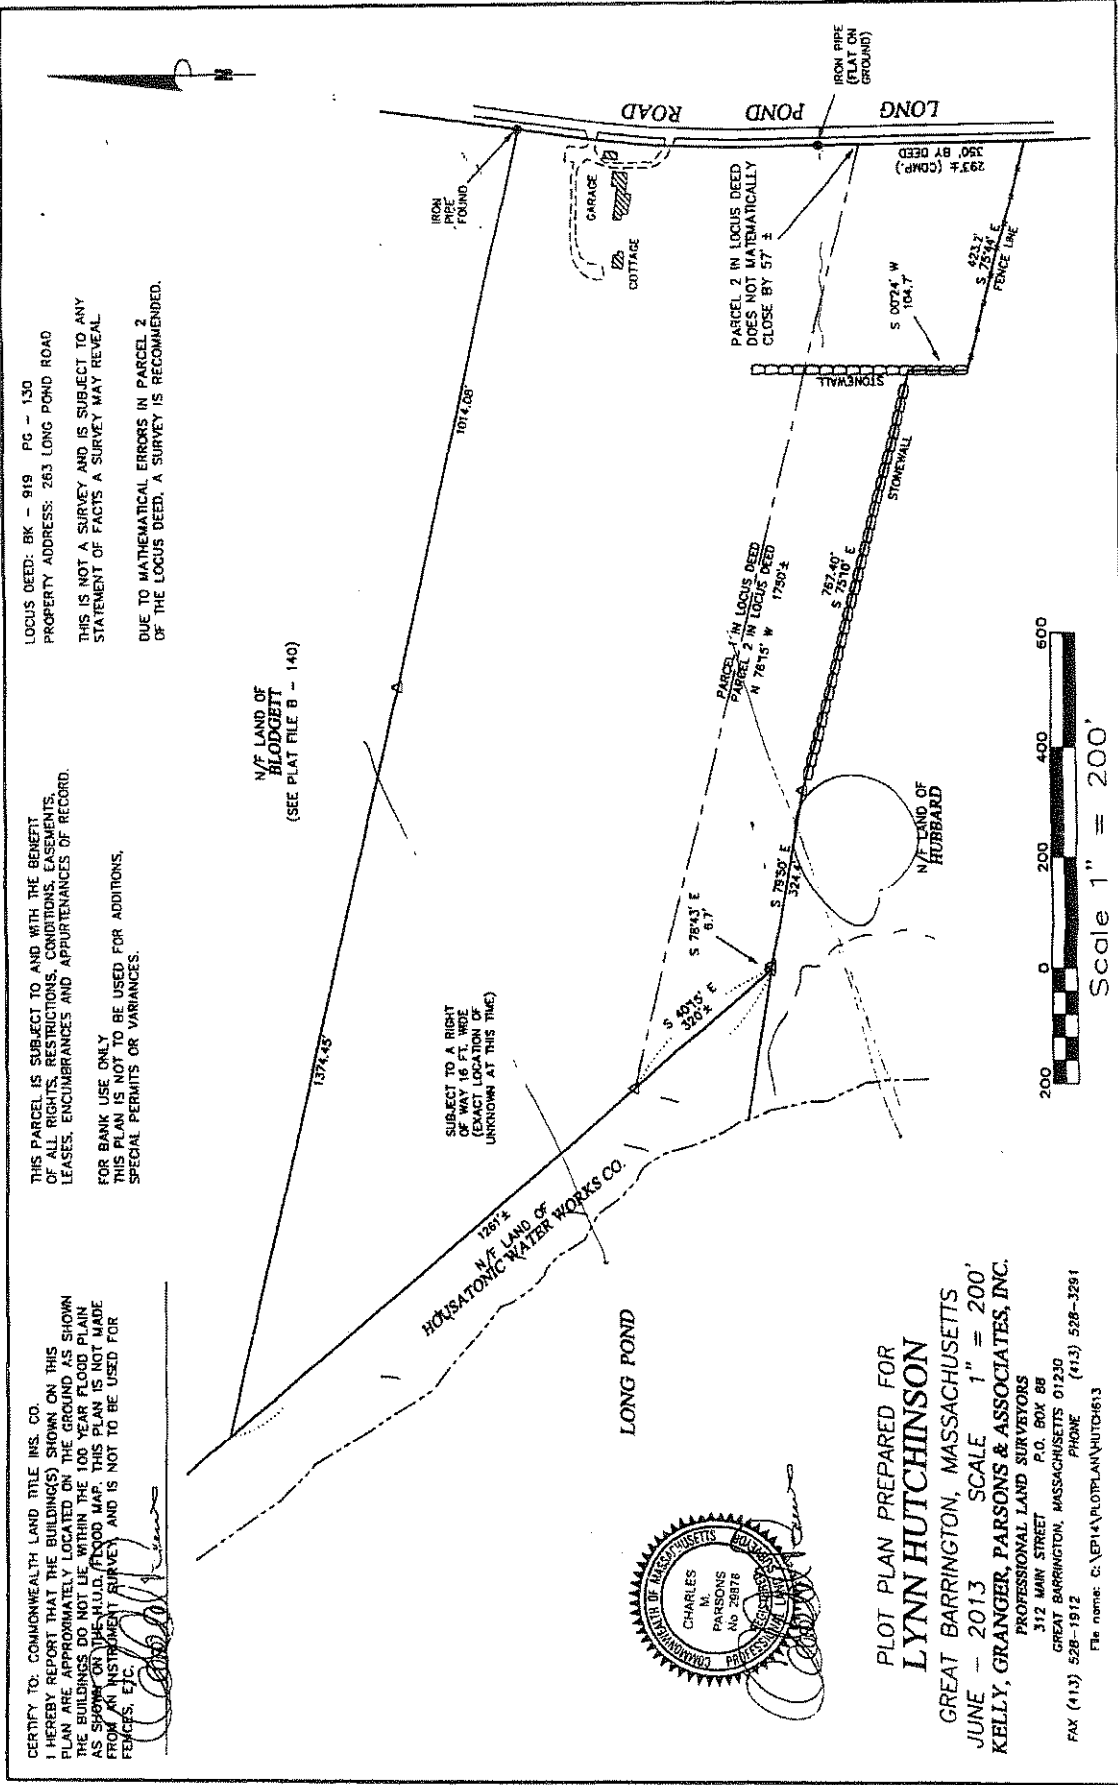 CERTIFY TO: COMMONWEALTH LAND TITLE INS. CO.
I HEREBY REPORT THAT THE BUILDING(S) SHOWN ON THIS
PLAN ARE APPROXIMATELY LOCATED ON THE GROUND AS SHOWN
THE BUILDINGS DO NOT LIE WITHIN THE 100 YEAR FLOOD PLAIN
AS SHOWN ON THE H.U.D. FLOOD MAP. THIS PLAN IS NOT MADE
FROM AN INSTRUMENT SURVEY AND IS NOT TO BE USED FOR
FENCES, ETC.
THIS PARCEL IS SUBJECT TO AND WITH THE BENEFIT
OF ALL RIGHTS, RESTRICTIONS, CONDITIONS, EASEMENTS,
LEASES, ENCUMBRANCES AND APPURTENANCES OF RECORD.
FOR BANK USE ONLY
THIS PLAN IS NOT TO BE USED FOR ADDITIONS,
SPECIAL PERMITS OR VARIANCES.
LOCUS DEED: BK - 919 PG - 130
PROPERTY ADDRESS: 263 LONG POND ROAD
THIS IS NOT A SURVEY AND IS SUBJECT TO ANY
STATEMENT OF FACTS A SURVEY MAY REVEAL
DUE TO MATHEMATICAL ERRORS IN PARCEL 2
OF THE LOCUS DEED, A SURVEY IS RECOMMENDED.
N
N/F LAND OF
BLODGETT
(SEE PLAT FILE B - 140)
1374.45'
1014.08'
IRON
PIPE
FOUND
GARAGE
COTTAGE
LONG POND ROAD
IRON PIPE
(FLAT ON
GROUND)
293'± (COMP.)
350' BY DEED
PARCEL 2 IN LOCUS DEED
DOES NOT MATEMATICALLY
CLOSE BY 57' ±
S 00°24' W
104.7'
423.2'
S 75°44' E
FENCE LINE
STONEWALL
STONEWALL
767.40'
S 75°10' E
PARCEL 1 IN LOCUS DEED
PARCEL 2 IN LOCUS DEED
N 76°15' W 1750'±
SUBJECT TO A RIGHT
OF WAY 16 FT. WIDE
(EXACT LOCATION OF
UNKNOWN AT THIS TIME)
S 40°15' E
320'±
S 78°43' E
6.7'
S 79°50' E
324.4'
N/F LAND OF
HUBBARD
1261'±
N/F LAND OF
HOUSATONIC WATER WORKS CO.
LONG POND
COMMONWEALTH OF MASSACHUSETTS
CHARLES
M.
PARSONS
No 29878
REGISTERED
PROFESSIONAL LAND SURVEYOR
PLOT PLAN PREPARED FOR
LYNN HUTCHINSON
GREAT BARRINGTON, MASSACHUSETTS
JUNE - 2013 SCALE 1" = 200'
KELLY, GRANGER, PARSONS & ASSOCIATES, INC.
PROFESSIONAL LAND SURVEYORS
312 MAIN STREET P.O. BOX 88
GREAT BARRINGTON, MASSACHUSETTS 01230
FAX (413) 528-1912 PHONE (413) 528-3291
File name: C:\EP14\PLOTPLAN\HUTCH613
200 0 200 400 600
Scale 1" = 200'